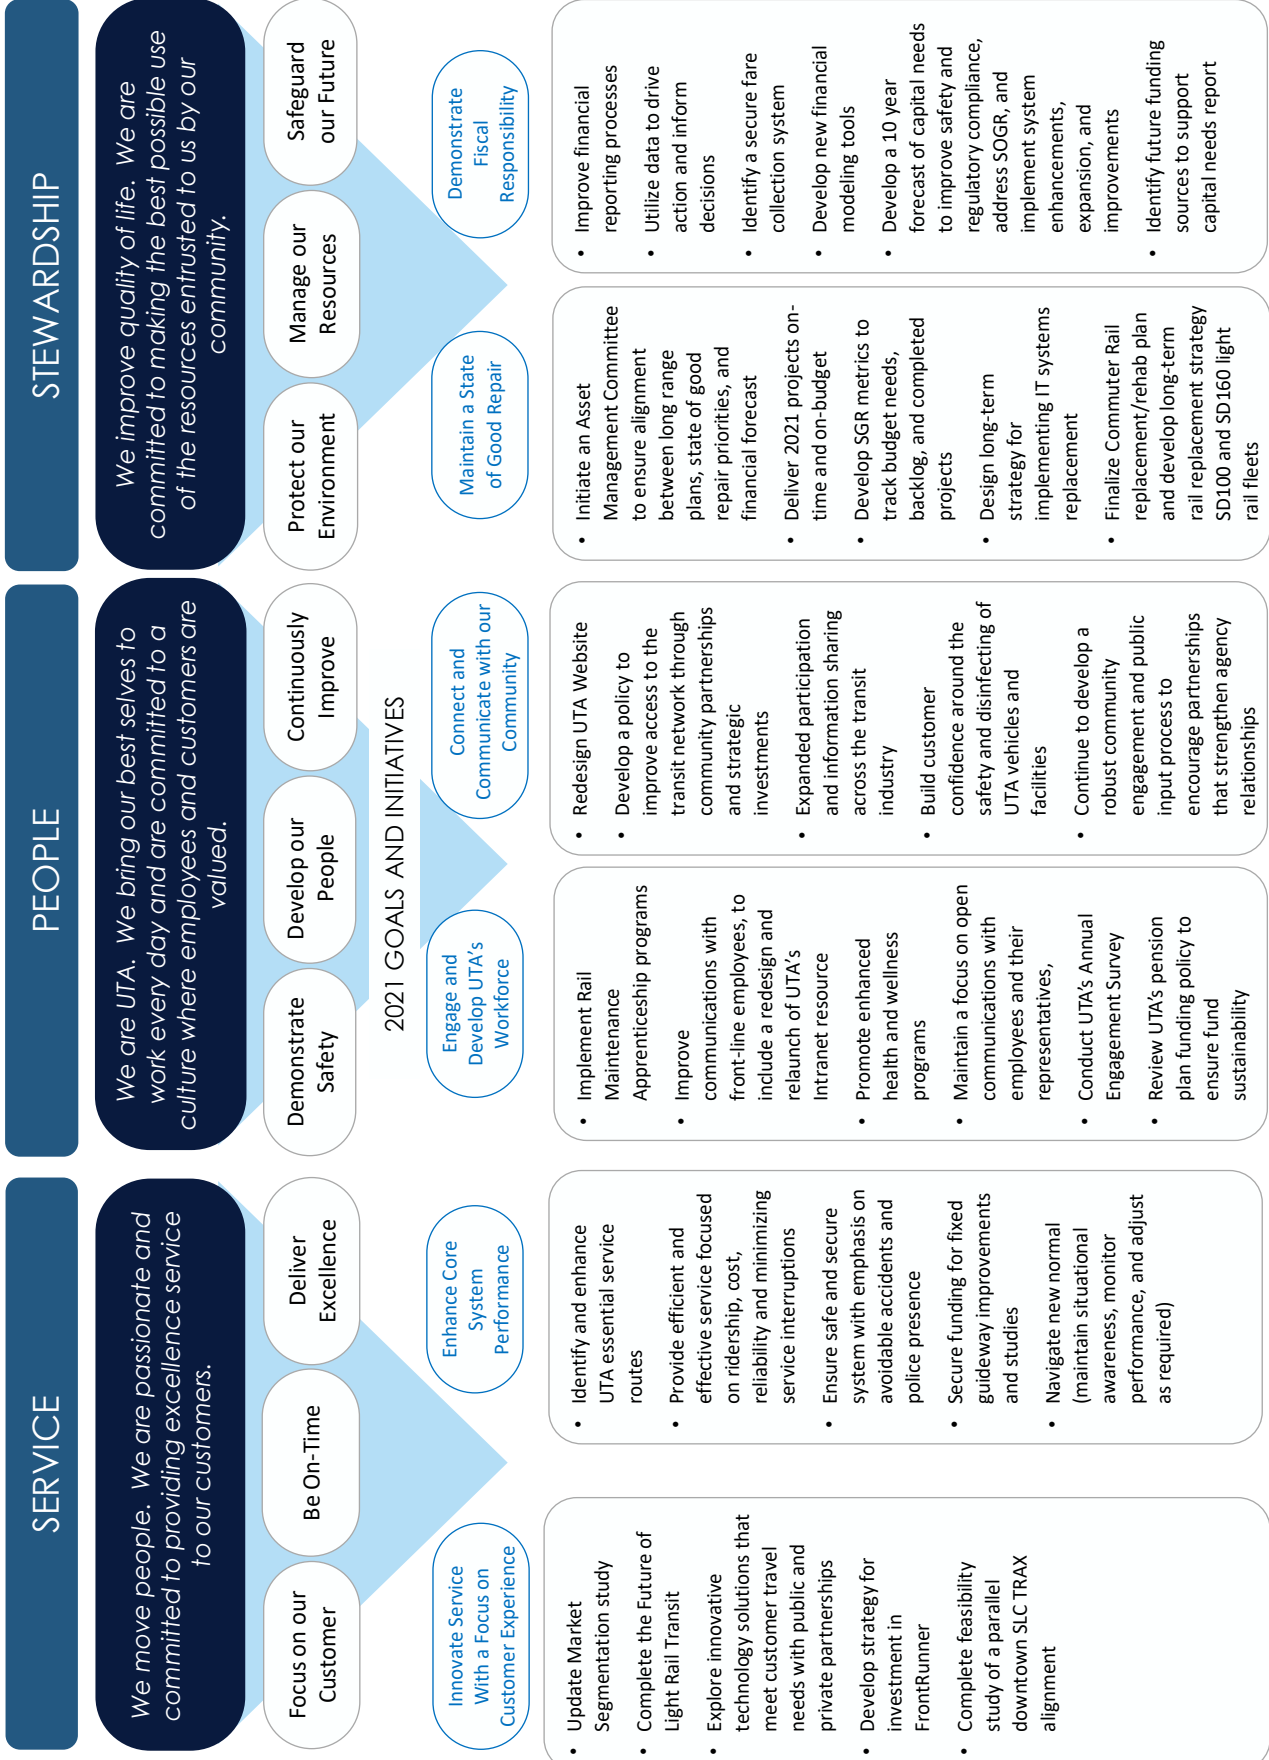 SERVICE
We move people.  We are passionate and
committed to providing excellence service
to our customers.
Focus on our
Customer
Be On-Time
Deliver
Excellence
PEOPLE
We are UTA.  We bring our best selves to
work every day and are committed to a
culture where employees and customers are
valued.
Demonstrate
Safety
Develop our
People
Continuously
Improve
STEWARDSHIP
We improve quality of life.  We are
committed to making the best possible use
of the resources entrusted to us by our
community.
Protect our
Environment
Manage our
Resources
Safeguard
our Future
2021 GOALS AND INITIATIVES
Innovate Service
With a Focus on
Customer Experience
• Update Market
Segmentation study
• Complete the Future of
Light Rail Transit
• Explore innovative
technology solutions that
meet customer travel
needs with public and
private partnerships
• Develop strategy for
investment in
FrontRunner
• Complete feasibility
study of a parallel
downtown SLC TRAX
alignment
Enhance Core
System
Performance
• Identify and enhance
UTA essential service
routes
• Provide efficient and
effective service focused
on ridership, cost,
reliability and minimizing
service interruptions
• Ensure safe and secure
system with emphasis on
avoidable accidents and
police presence
• Secure funding for fixed
guideway improvements
and studies
• Navigate new normal
(maintain situational
awareness, monitor
performance, and adjust
as required)
Engage and
Develop UTA's
Workforce
• Implement Rail
Maintenance
Apprenticeship programs
• Improve
communications with
front-line employees, to
include a redesign and
relaunch of UTA's
Intranet resource
• Promote enhanced
health and wellness
programs
• Maintain a focus on open
communications with
employees and their
representatives,
• Conduct UTA's Annual
Engagement Survey
• Review UTA's pension
plan funding policy to
ensure fund
sustainability
Connect and
Communicate with our
Community
• Redesign UTA Website
• Develop a policy to
improve access to the
transit network through
community partnerships
and strategic
investments
• Expanded participation
and information sharing
across the transit
industry
• Build customer
confidence around the
safety and disinfecting of
UTA vehicles and
facilities
• Continue to develop a
robust community
engagement and public
input process to
encourage partnerships
that strengthen agency
relationships
Maintain a State
of Good Repair
• Initiate an Asset
Management Committee
to ensure alignment
between long range
plans, state of good
repair priorities, and
financial forecast
• Deliver 2021 projects on-
time and on-budget
• Develop SGR metrics to
track budget needs,
backlog, and completed
projects
• Design long-term
strategy for
implementing IT systems
replacement
• Finalize Commuter Rail
replacement/rehab plan
and develop long-term
rail replacement strategy
SD100 and SD160 light
rail fleets
Demonstrate
Fiscal
Responsibility
• Improve financial
reporting processes
• Utilize data to drive
action and inform
decisions
• Identify a secure fare
collection system
• Develop new financial
modeling tools
• Develop a 10 year
forecast of capital needs
to improve safety and
regulatory compliance,
address SOGR, and
implement system
enhancements,
expansion, and
improvements
• Identify future funding
sources to support
capital needs report